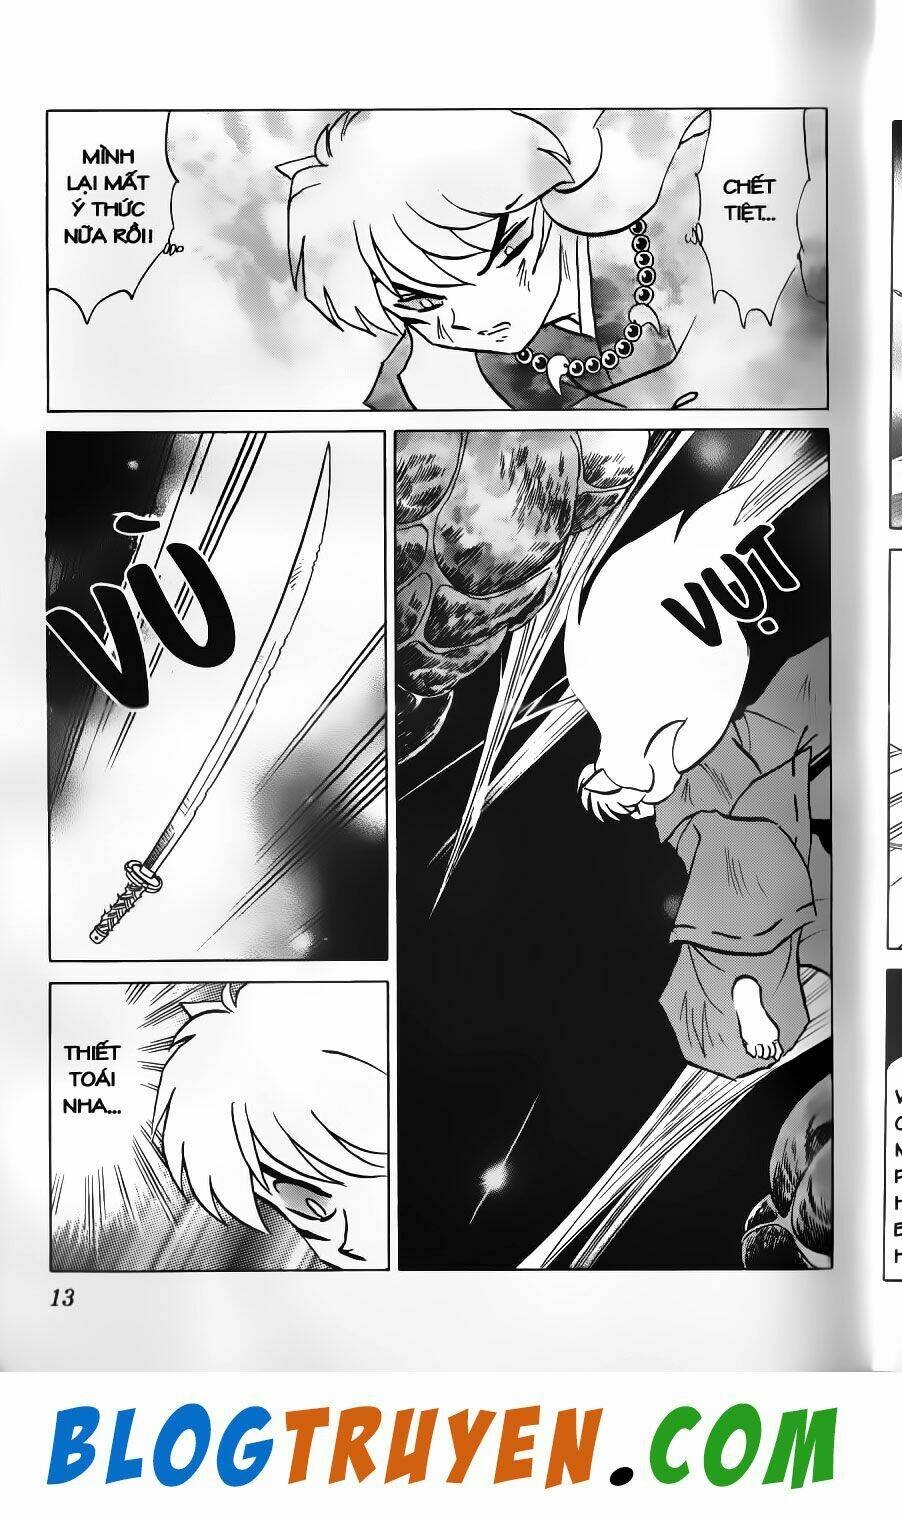 CHẾT
TIỆT...
MÌNH
LẠI MẤT
Ý THỨC
NỮA RỒI!!
VỤT
VÙ
THIẾT
TOÁI
NHA...
13
BLOGTRUYEN.COM